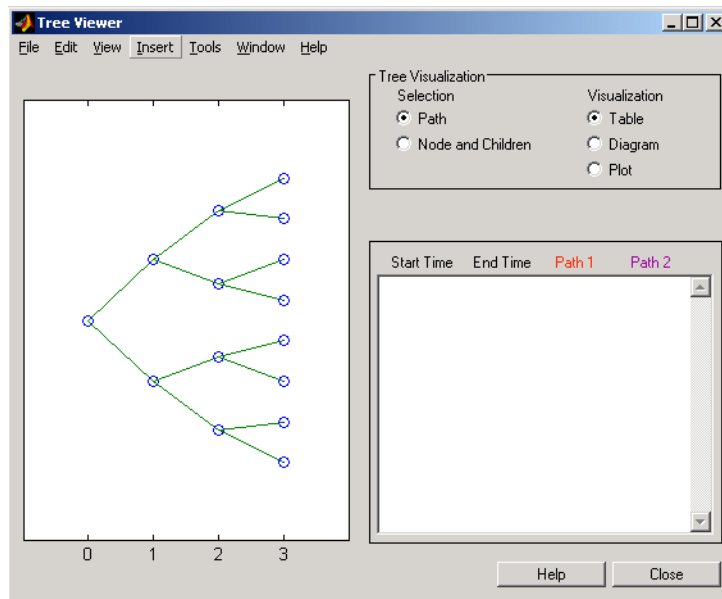 Tree Viewer
File Edit View Insert Tools Window Help
Tree Visualization
Selection Visualization
Path Table
Node and Children Diagram
Plot
Start Time End Time Path 1 Path 2
0 1 2 3
Help Close